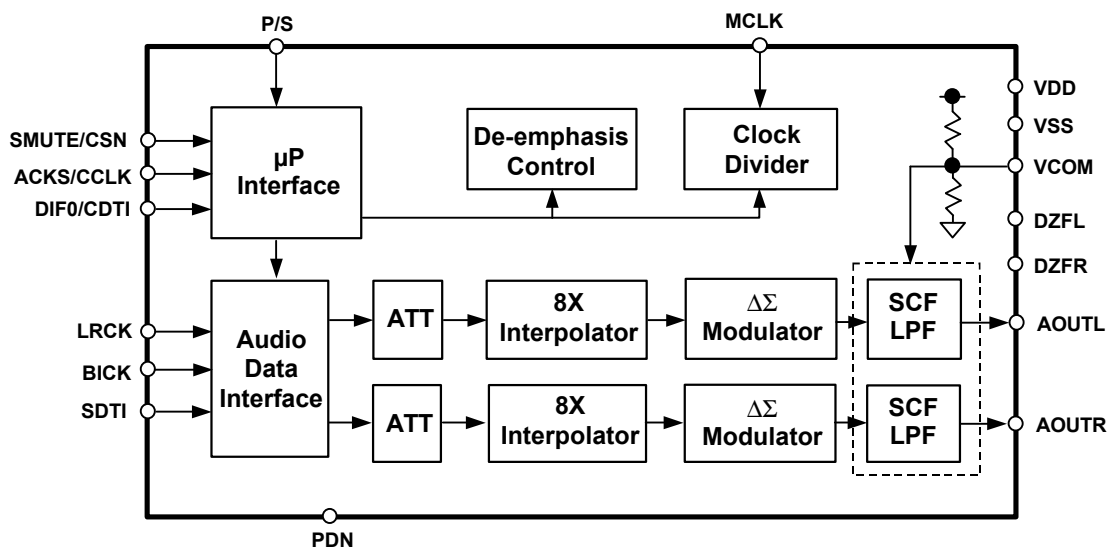 P/S
MCLK
VDD
VSS
VCOM
DZFL
DZFR
AOUTL
AOUTR
SMUTE/CSN
ACKS/CCLK
DIF0/CDTI
µP
Interface
De-emphasis
Control
Clock
Divider
LRCK
BICK
SDTI
Audio
Data
Interface
ATT
8X
Interpolator
ΔΣ
Modulator
SCF
LPF
ATT
8X
Interpolator
ΔΣ
Modulator
SCF
LPF
PDN